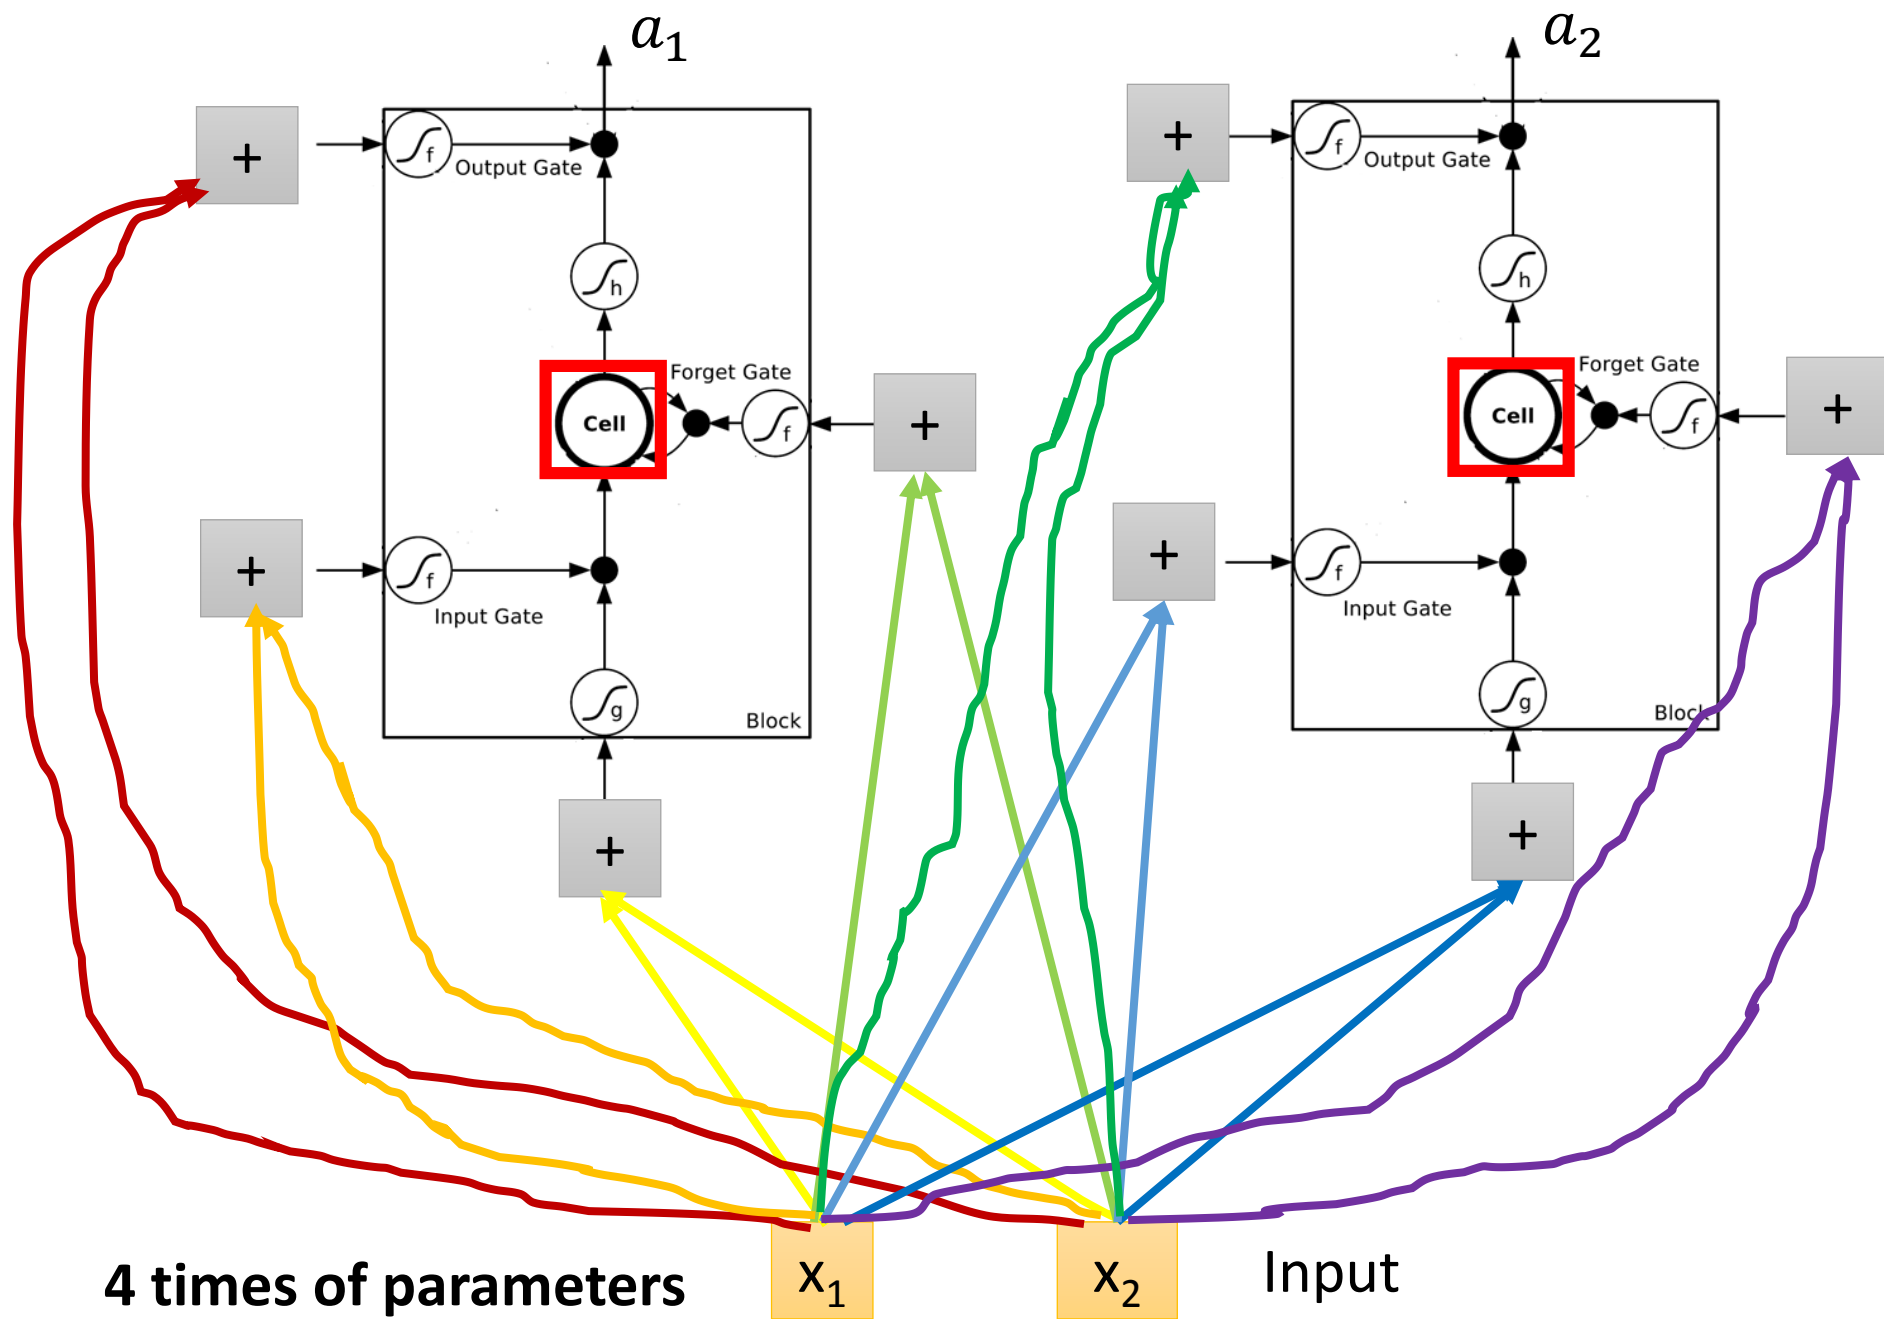 a₁
a₂
+
f
Output Gate
+
f
Output Gate
h
h
Forget Gate
Cell
f
+
Forget Gate
Cell
f
+
+
f
Input Gate
+
f
Input Gate
g
Block
g
Block
+
+
x₁
x₂
Input
4 times of parameters